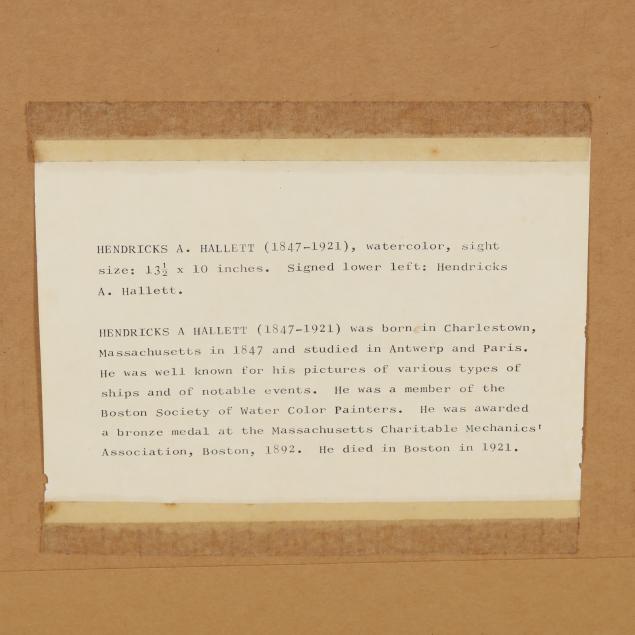 HENDRICKS A. HALLETT (1847-1921), watercolor, sight
size: 13½ x 10 inches. Signed lower left: Hendricks
A. Hallett.
HENDRICKS A HALLETT (1847-1921) was born in Charlestown,
Massachusetts in 1847 and studied in Antwerp and Paris.
He was well known for his pictures of various types of
ships and of notable events. He was a member of the
Boston Society of Water Color Painters. He was awarded
a bronze medal at the Massachusetts Charitable Mechanics'
Association, Boston, 1892. He died in Boston in 1921.